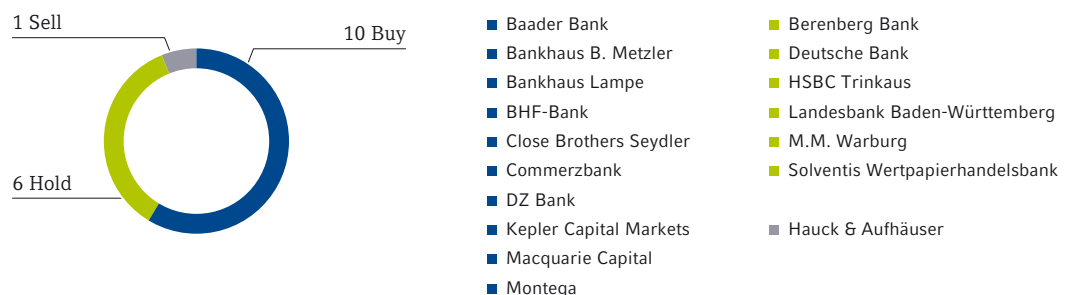 1 Sell
10 Buy
6 Hold
Baader Bank
Bankhaus B. Metzler
Bankhaus Lampe
BHF-Bank
Close Brothers Seydler
Commerzbank
DZ Bank
Kepler Capital Markets
Macquarie Capital
Montega
Berenberg Bank
Deutsche Bank
HSBC Trinkaus
Landesbank Baden-Württemberg
M.M. Warburg
Solventis Wertpapierhandelsbank
Hauck & Aufhäuser